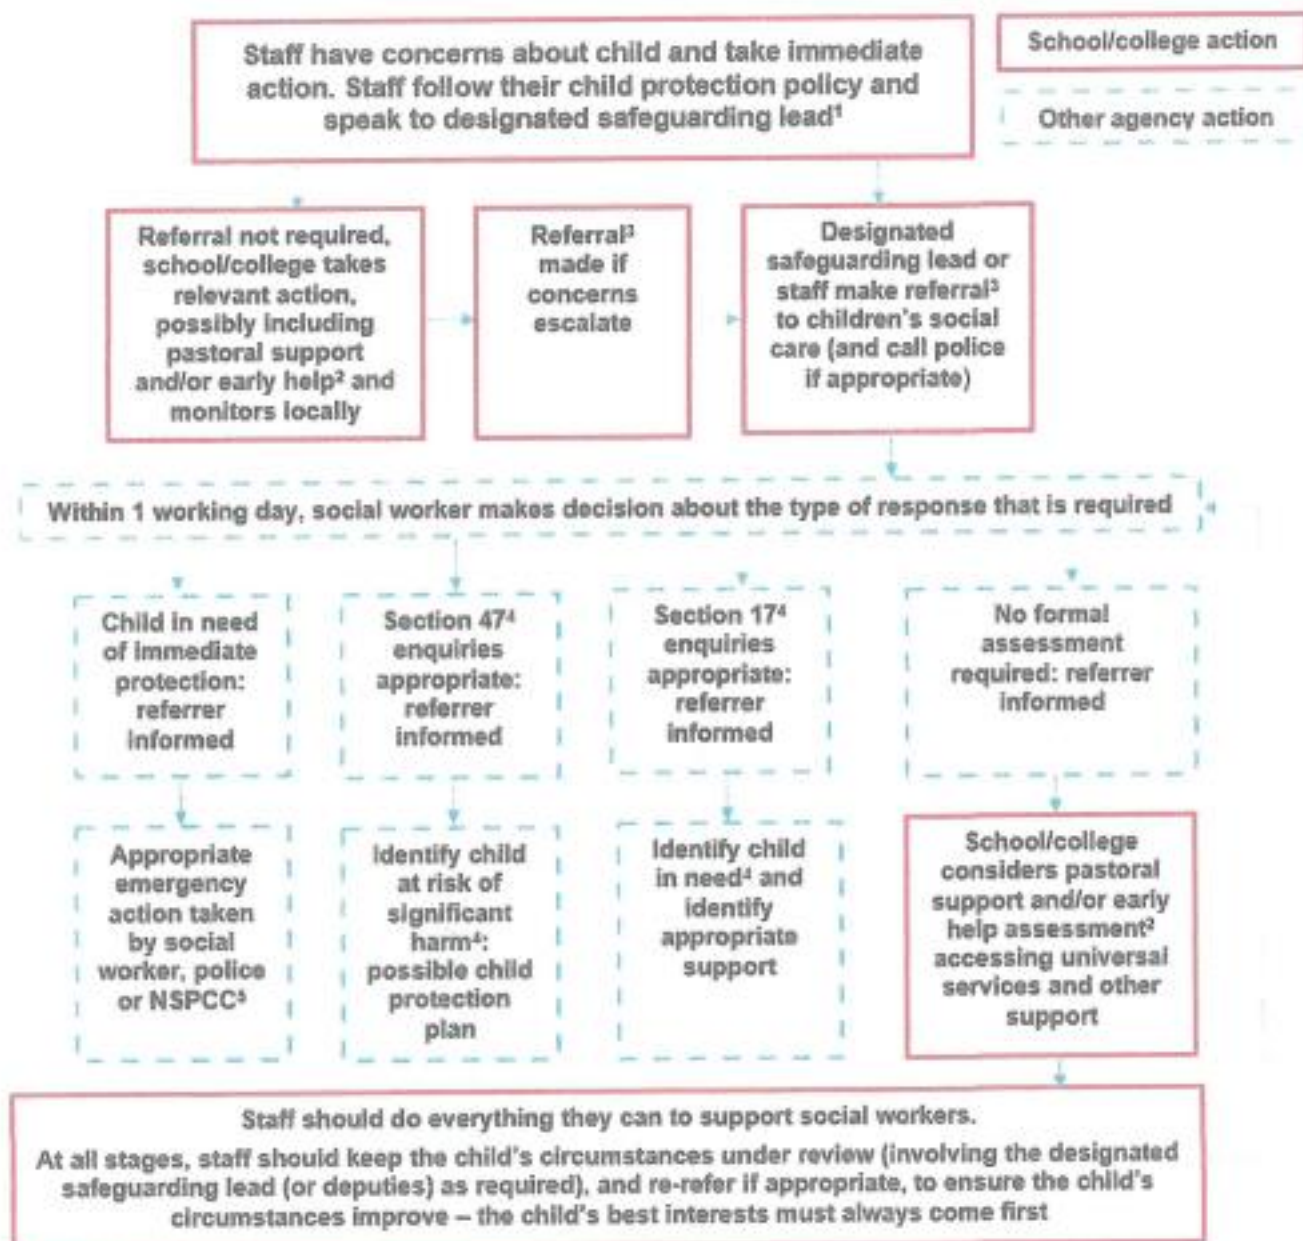 Staff have concerns about child and take immediate
action. Staff follow their child protection policy and
speak to designated safeguarding lead¹
School/college action
Other agency action
Referral not required,
school/college takes
relevant action,
possibly including
pastoral support
and/or early help² and
monitors locally
Referral³
made if
concerns
escalate
Designated
safeguarding lead or
staff make referral³
to children's social
care (and call police
if appropriate)
Within 1 working day, social worker makes decision about the type of response that is required
Child in need
of immediate
protection:
referrer
informed
Section 47⁴
enquiries
appropriate:
referrer
informed
Section 17⁴
enquiries
appropriate:
referrer
informed
No formal
assessment
required: referrer
informed
Appropriate
emergency
action taken
by social
worker, police
or NSPCC⁵
Identify child
at risk of
significant
harm⁴:
possible child
protection
plan
Identify child
in need⁴ and
identify
appropriate
support
School/college
considers pastoral
support and/or early
help assessment²
accessing universal
services and other
support
Staff should do everything they can to support social workers.
At all stages, staff should keep the child's circumstances under review (involving the designated
safeguarding lead (or deputies) as required), and re-refer if appropriate, to ensure the child's
circumstances improve – the child's best interests must always come first